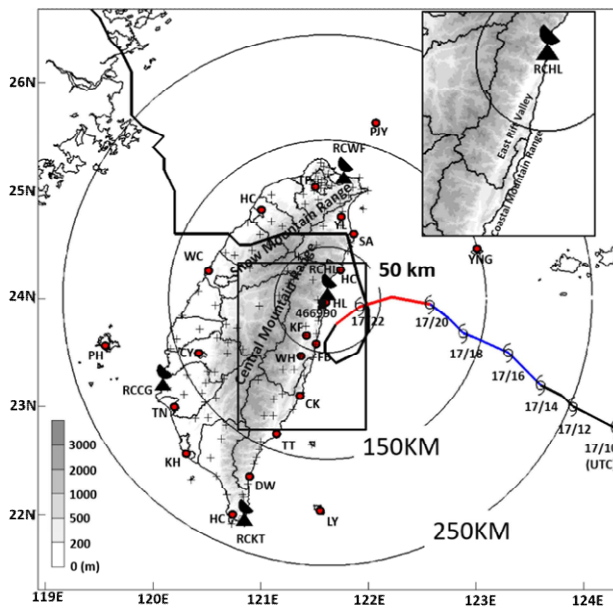 26N
25N
24N
23N
22N
119E
120E
121E
122E
123E
124E
3000
2000
1000
500
200
0 (m)
RCHL
East Rift Valley
Coastal Mountain Range
PJY
RCWF
TP
HC
YL
Snow Mountain Range
SA
WC
YNG
RCHL
HC
50 km
HL
466990
17/22
17/20
Central Mountain Range
KF
17/18
PH
CY
WH
FB
17/16
RCCG
17/14
TN
CK
17/12
TT
150KM
17/10
(UTC)
KH
DW
HC
LY
250KM
RCKT